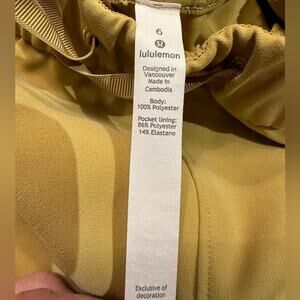 6
lululemon
Designed in
Vancouver
Made in
Cambodia
Body:
100% Polyester
Pocket lining:
86% Polyester
14% Elastane
Exclusive of
decoration